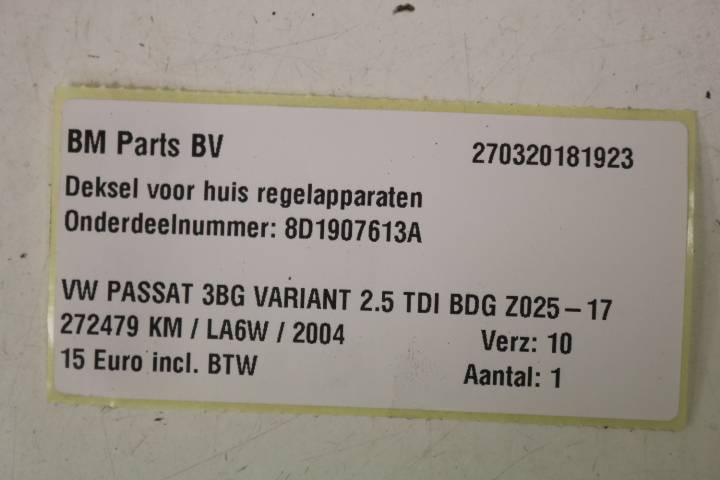 BM Parts BV 270320181923
Deksel voor huis regelapparaten
Onderdeelnummer: 8D1907613A
VW PASSAT 3BG VARIANT 2.5 TDI BDG Z025-17
272479 KM / LA6W / 2004 Verz: 10
15 Euro incl. BTW Aantal: 1